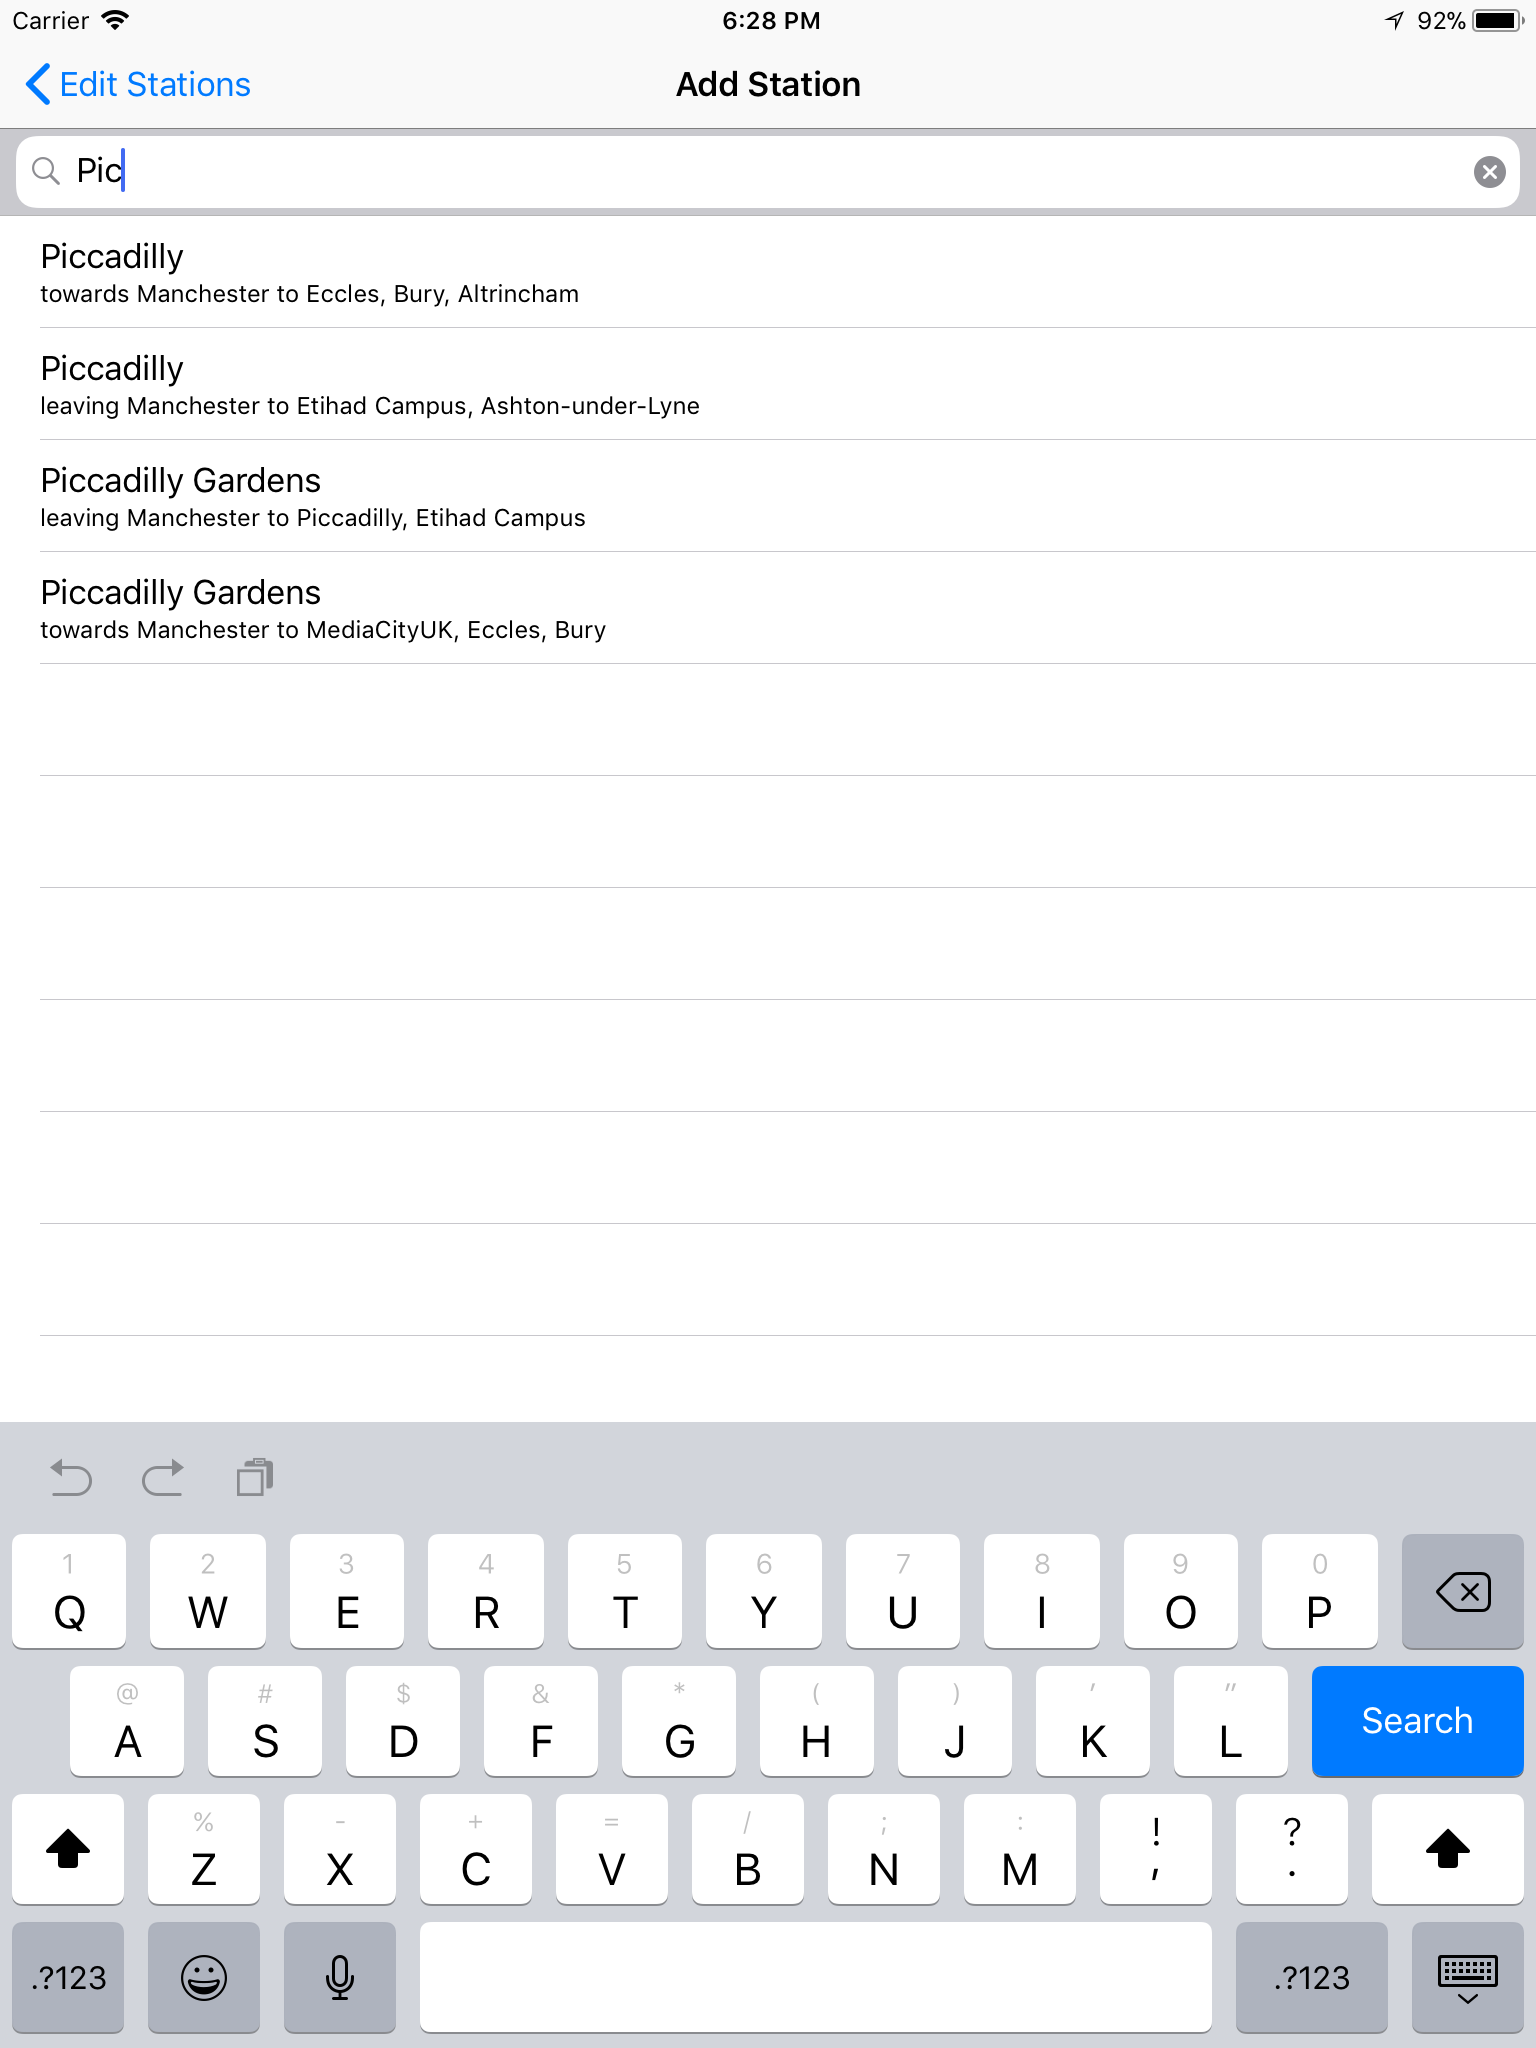 Carrier 6:28 PM 92%
Edit Stations Add Station
Pic
Piccadilly
towards Manchester to Eccles, Bury, Altrincham
Piccadilly
leaving Manchester to Etihad Campus, Ashton-under-Lyne
Piccadilly Gardens
leaving Manchester to Piccadilly, Etihad Campus
Piccadilly Gardens
towards Manchester to MediaCityUK, Eccles, Bury
1 2 3 4 5 6 7 8 9 0
Q W E R T Y U I O P
@ # $ & * ( ) ' "
A S D F G H J K L Search
% - + = / ; : ! ?
Z X C V B N M , .
.?123 .?123